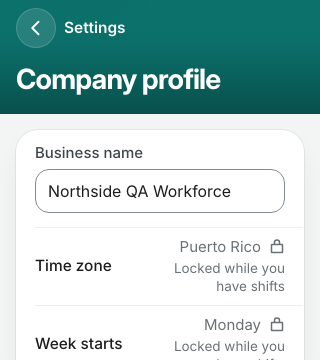 Settings
Company profile
Business name
Northside QA Workforce
Time zone
Puerto Rico
Locked while you
have shifts
Week starts
Monday
Locked while you